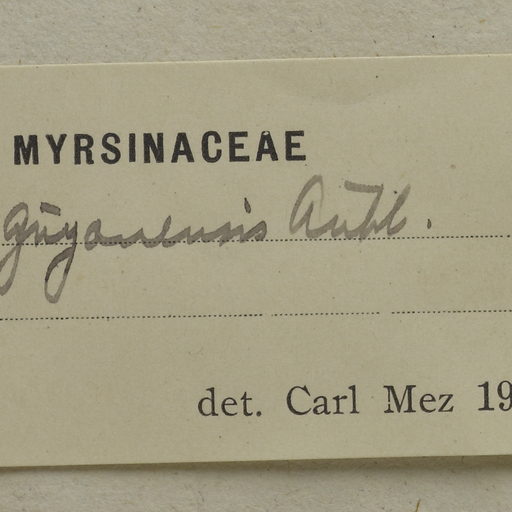 MYRSINACEAE
guyanensis Aubl.
det. Carl Mez 19